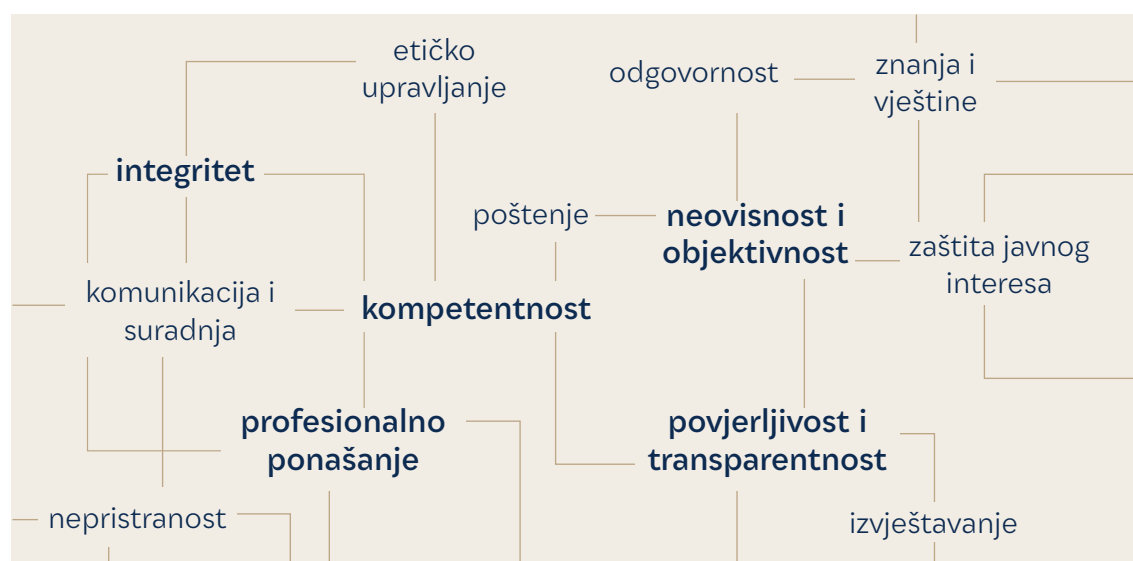 etičko
upravljanje
odgovornost
znanja i
vještine
integritet
poštenje
neovisnost i
objektivnost
zaštita javnog
interesa
komunikacija i
suradnja
kompetentnost
profesionalno
ponašanje
povjerljivost i
transparentnost
nepristranost
izvještavanje